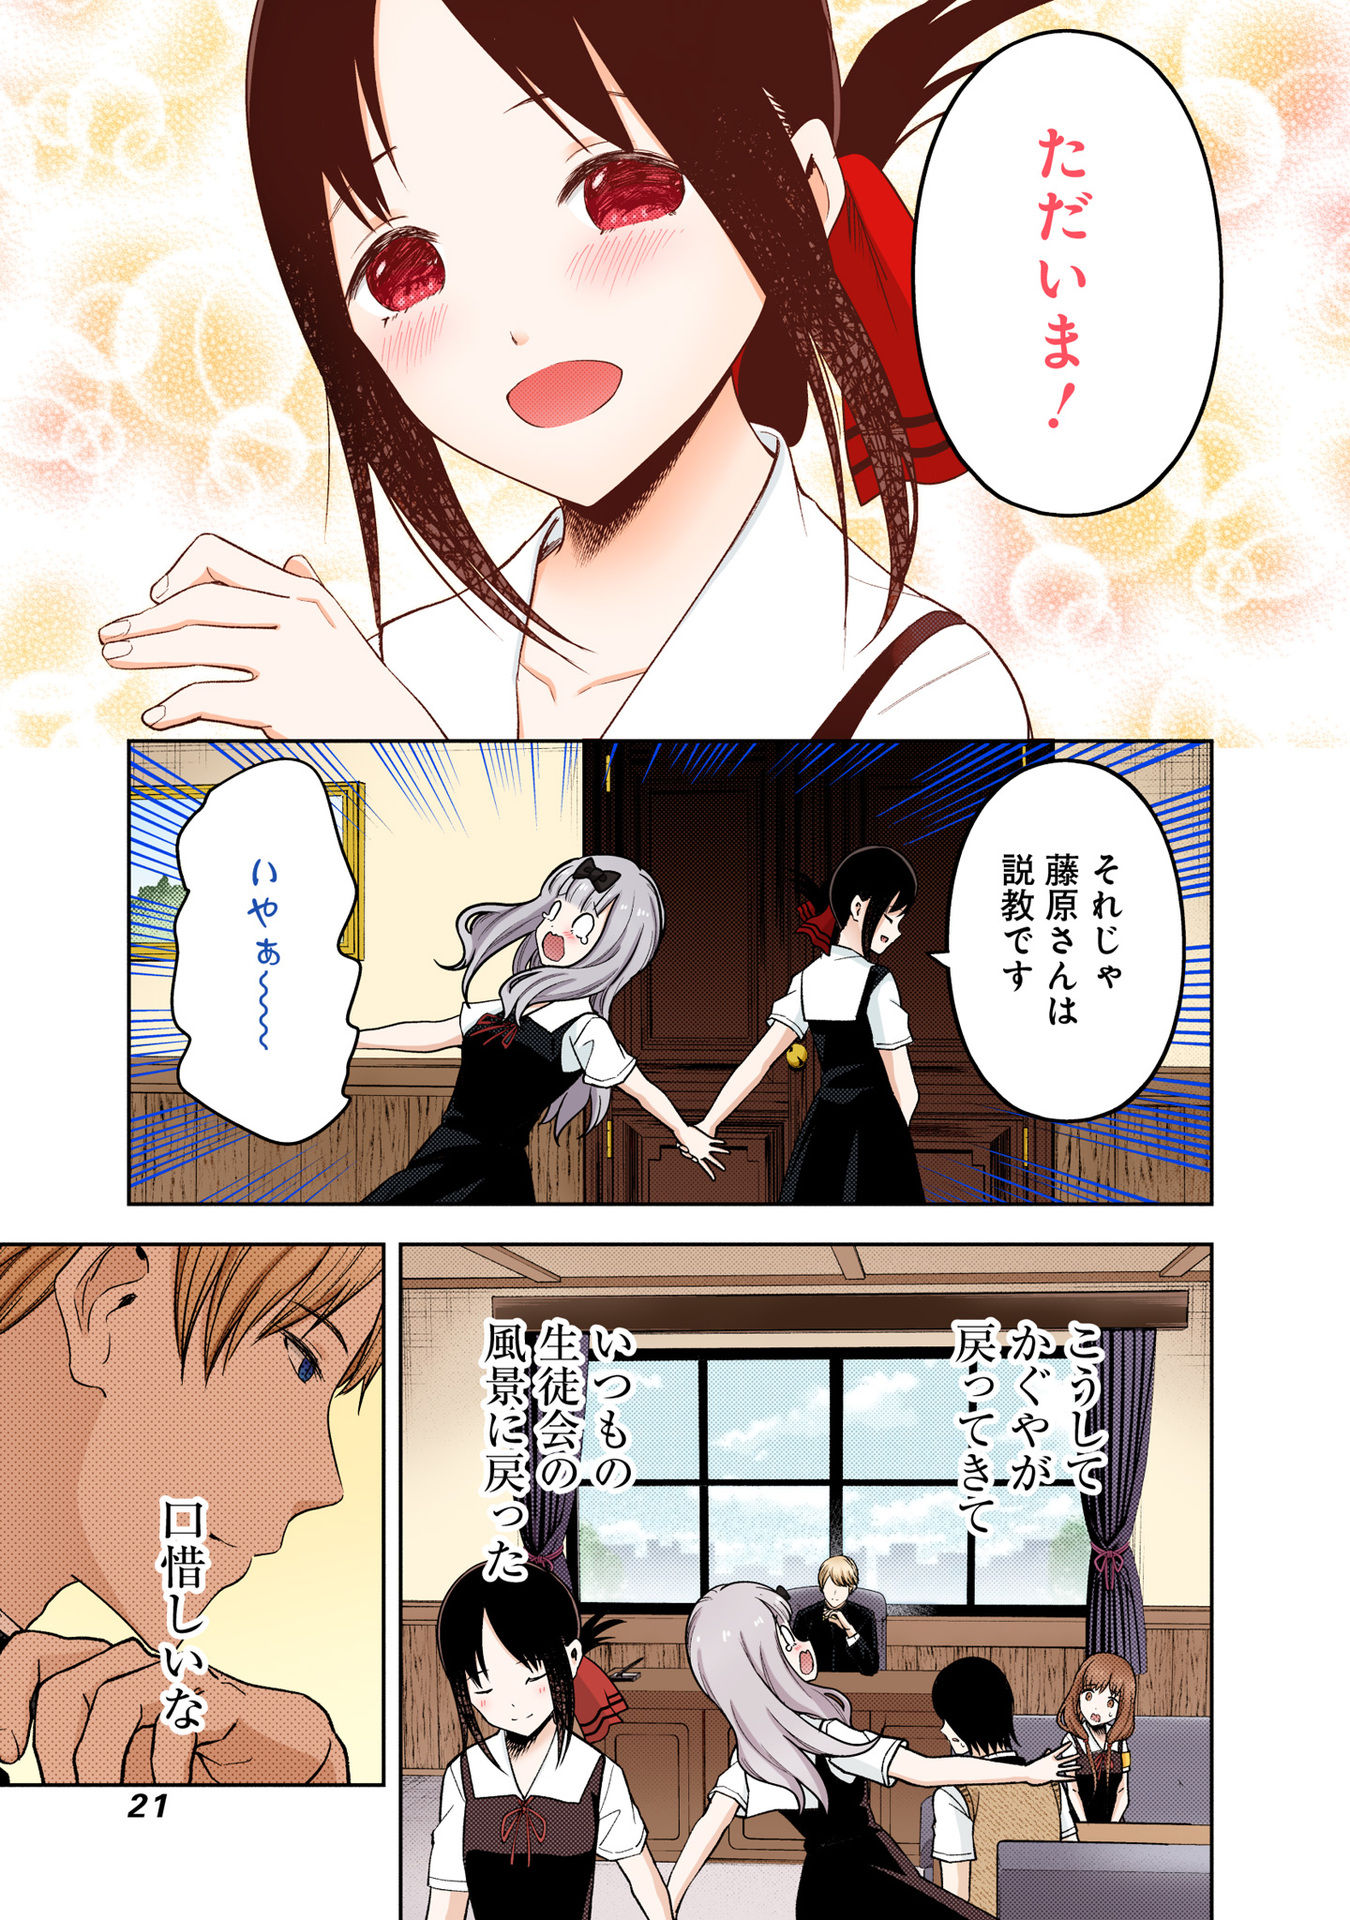 ただいま！
それじゃ
藤原さんは
説教です
いやぁ〜〜〜
こうして
かぐやが
戻ってきて
いつもの
生徒会の
風景に戻った
口惜しいな
21